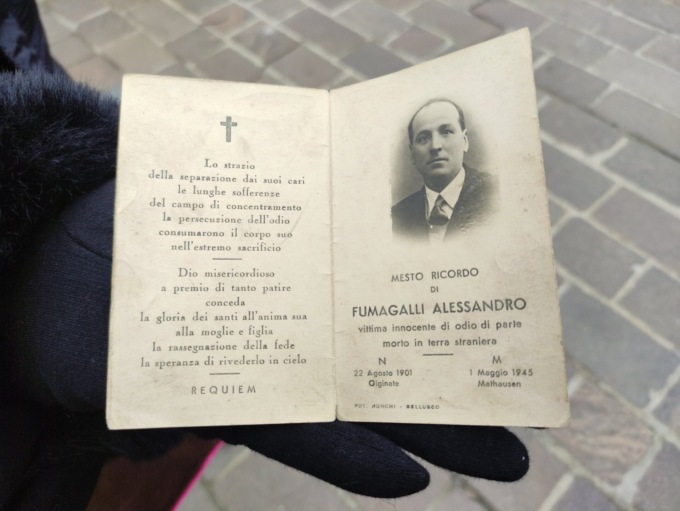 Lo strazio
della separazione dai suoi cari
le lunghe sofferenze
del campo di concentramento
la persecuzione dell'odio
consumarono il corpo suo
nell'estremo sacrificio
Dio misericordioso
a premio di tanto patire
conceda
la gloria dei santi all'anima sua
alla moglie e figlia
la rassegnazione della fede
la speranza di rivederlo in cielo
REQUIEM
MESTO RICORDO
DI
FUMAGALLI ALESSANDRO
vittima innocente di odio di parte
morto in terra straniera
N M
22 Agosto 1901 1 Maggio 1945
Olginate Mathausen
FOT. RONCHI - BELLUSCO